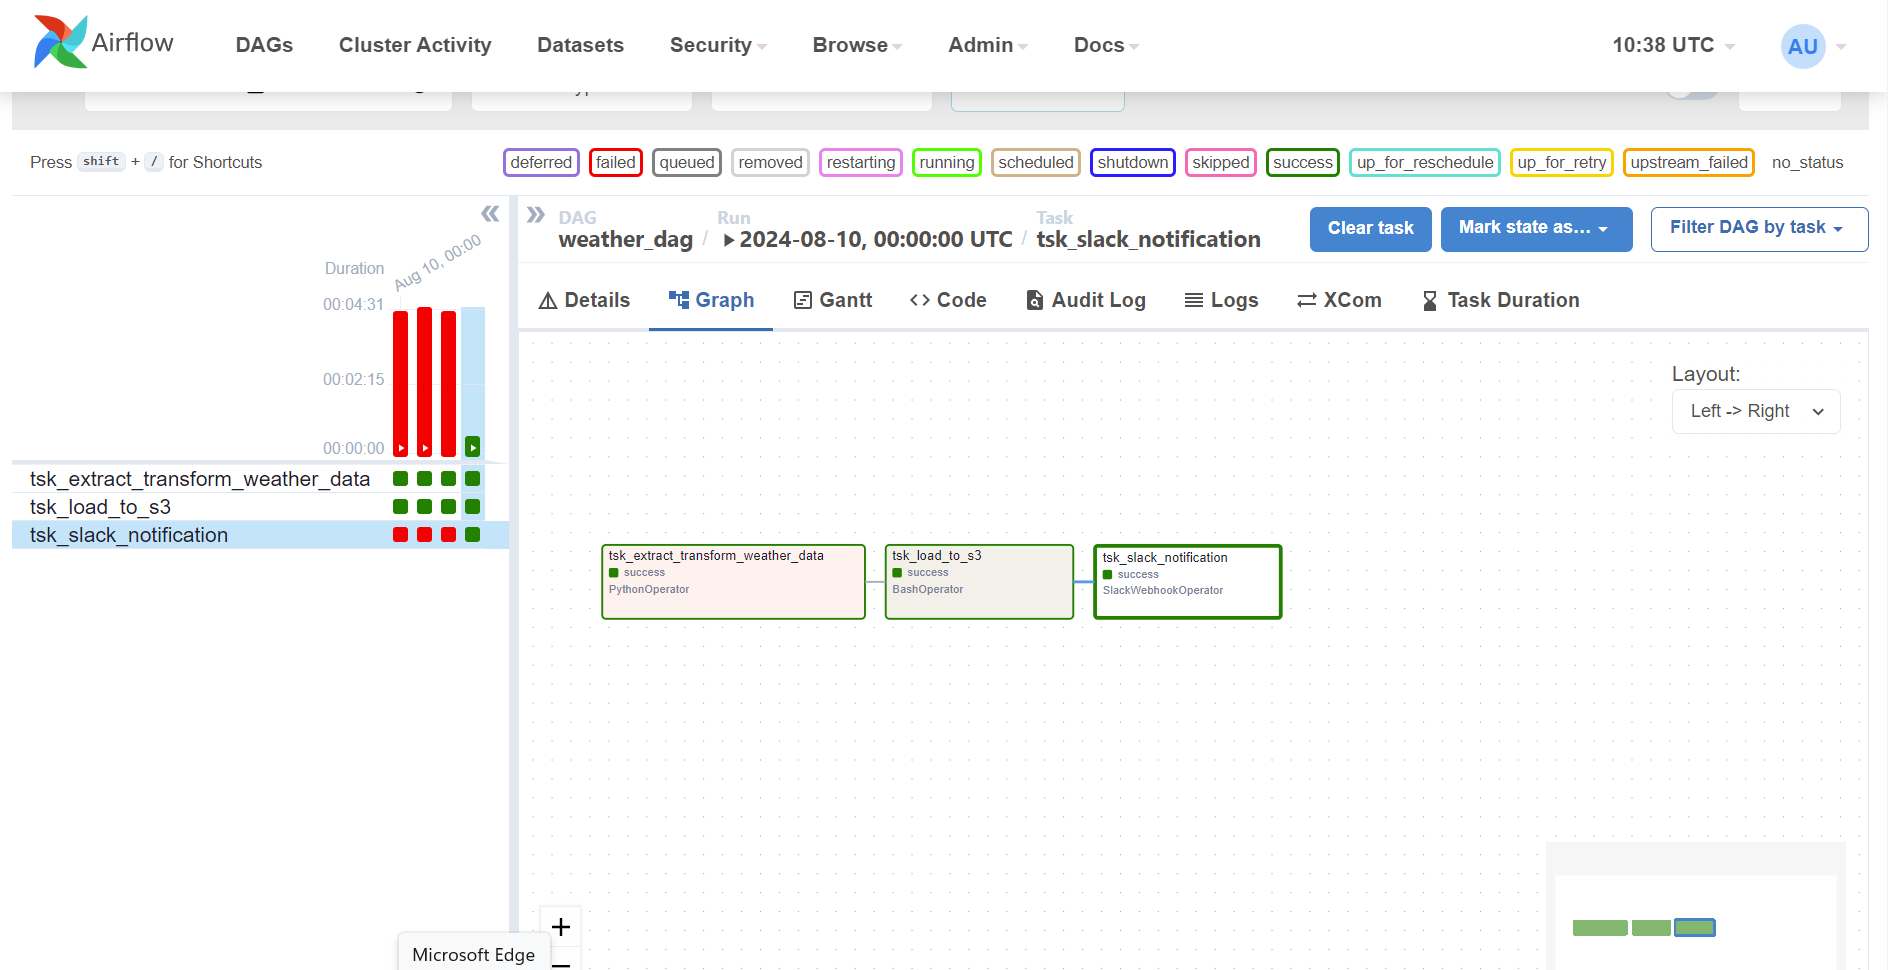 Airflow DAGs Cluster Activity Datasets Security Browse Admin Docs 10:38 UTC AU
Press shift + / for Shortcuts deferred failed queued removed restarting running scheduled shutdown skipped success up_for_reschedule up_for_retry upstream_failed no_status
DAG Run Task
weather_dag / 2024-08-10, 00:00:00 UTC / tsk_slack_notification Clear task Mark state as... Filter DAG by task
Duration Aug 10, 00:00
00:04:31
00:02:15
00:00:00
tsk_extract_transform_weather_data
tsk_load_to_s3
tsk_slack_notification
Details Graph Gantt Code Audit Log Logs XCom Task Duration
Layout:
Left -> Right
tsk_extract_transform_weather_data
success
PythonOperator
tsk_load_to_s3
success
BashOperator
tsk_slack_notification
success
SlackWebhookOperator
Microsoft Edge